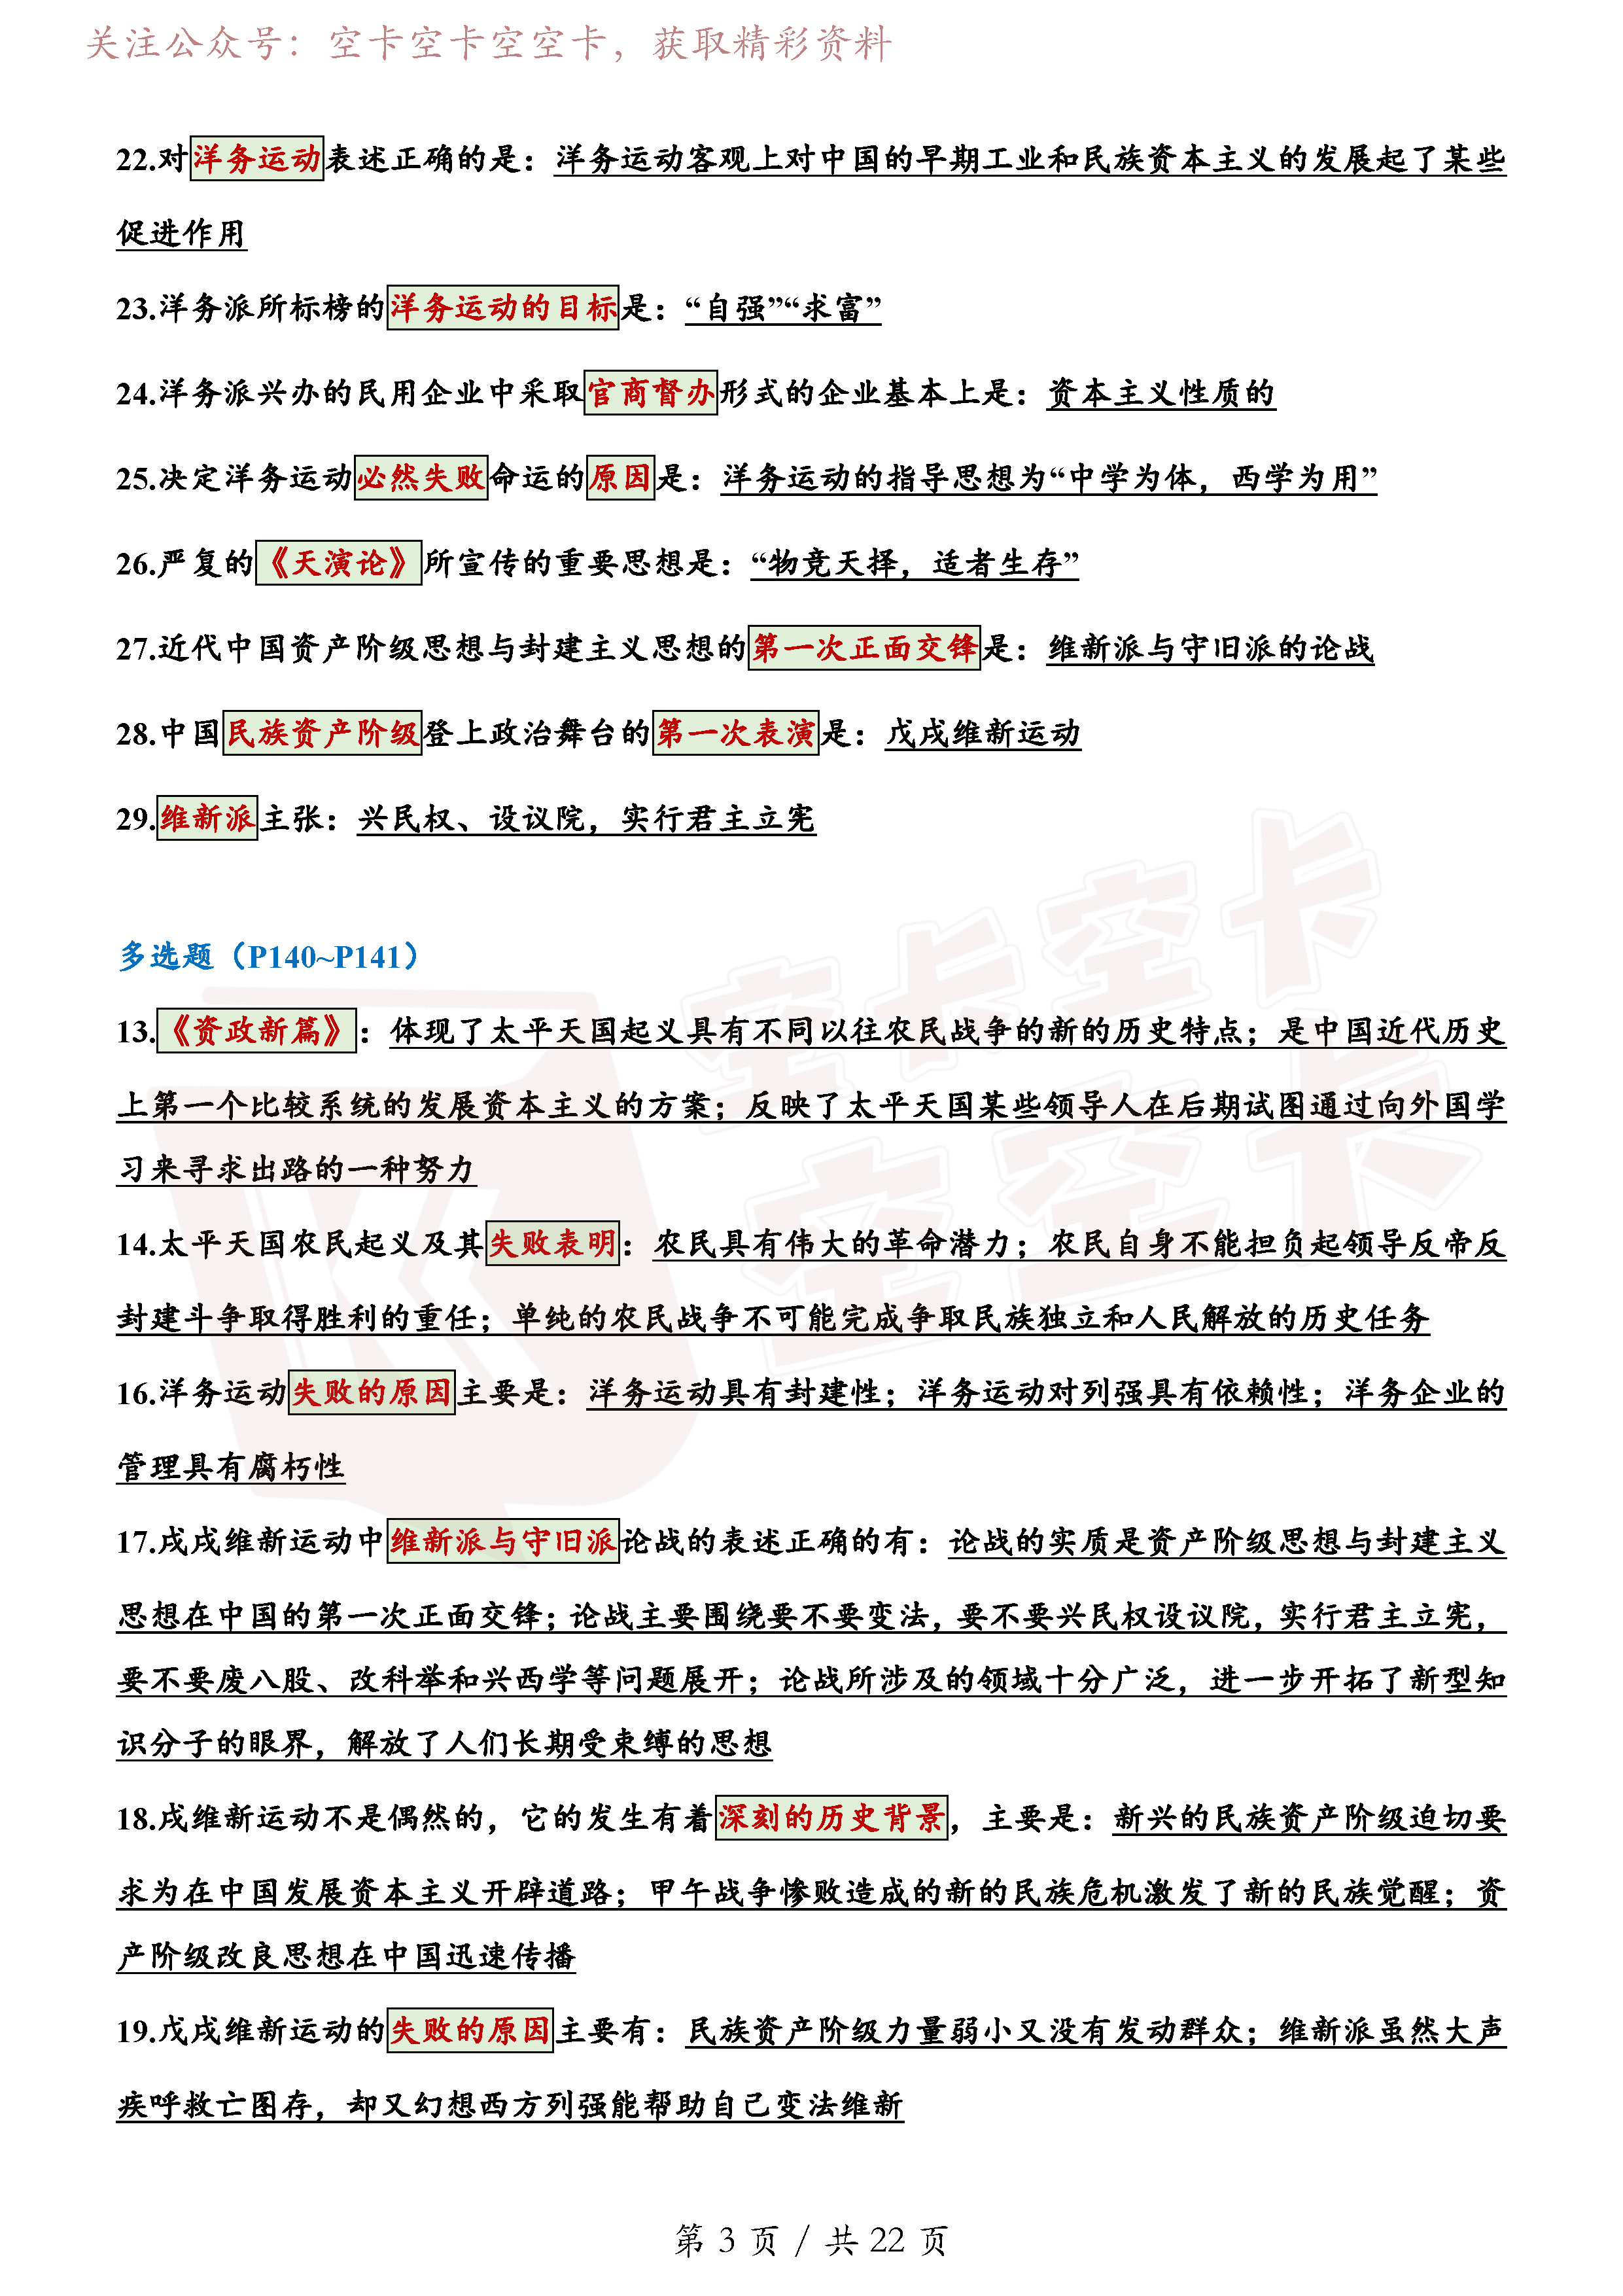 关注公众号：空卡空卡空空卡，获取精彩资料
22.对洋务运动表述正确的是：洋务运动客观上对中国的早期工业和民族资本主义的发展起了某些
促进作用
23.洋务派所标榜的洋务运动的目标是：“自强”“求富”
24.洋务派兴办的民用企业中采取官商督办形式的企业基本上是：资本主义性质的
25.决定洋务运动必然失败命运的原因是：洋务运动的指导思想为“中学为体，西学为用”
26.严复的《天演论》所宣传的重要思想是：“物竞天择，适者生存”
27.近代中国资产阶级思想与封建主义思想的第一次正面交锋是：维新派与守旧派的论战
28.中国民族资产阶级登上政治舞台的第一次表演是：戊戌维新运动
29.维新派主张：兴民权、设议院，实行君主立宪
空卡空卡
空空卡
多选题（P140~P141）
13.《资政新篇》：体现了太平天国起义具有不同以往农民战争的新的历史特点；是中国近代历史
上第一个比较系统的发展资本主义的方案；反映了太平天国某些领导人在后期试图通过向外国学
习来寻求出路的一种努力
14.太平天国农民起义及其失败表明：农民具有伟大的革命潜力；农民自身不能担负起领导反帝反
封建斗争取得胜利的重任；单纯的农民战争不可能完成争取民族独立和人民解放的历史任务
16.洋务运动失败的原因主要是：洋务运动具有封建性；洋务运动对列强具有依赖性；洋务企业的
管理具有腐朽性
17.戊戌维新运动中维新派与守旧派论战的表述正确的有：论战的实质是资产阶级思想与封建主义
思想在中国的第一次正面交锋；论战主要围绕要不要变法，要不要兴民权设议院，实行君主立宪，
要不要废八股、改科举和兴西学等问题展开；论战所涉及的领域十分广泛，进一步开拓了新型知
识分子的眼界，解放了人们长期受束缚的思想
18.戊维新运动不是偶然的，它的发生有着深刻的历史背景，主要是：新兴的民族资产阶级迫切要
求为在中国发展资本主义开辟道路；甲午战争惨败造成的新的民族危机激发了新的民族觉醒；资
产阶级改良思想在中国迅速传播
19.戊戌维新运动的失败的原因主要有：民族资产阶级力量弱小又没有发动群众；维新派虽然大声
疾呼救亡图存，却又幻想西方列强能帮助自己变法维新
第 3 页 / 共 22 页